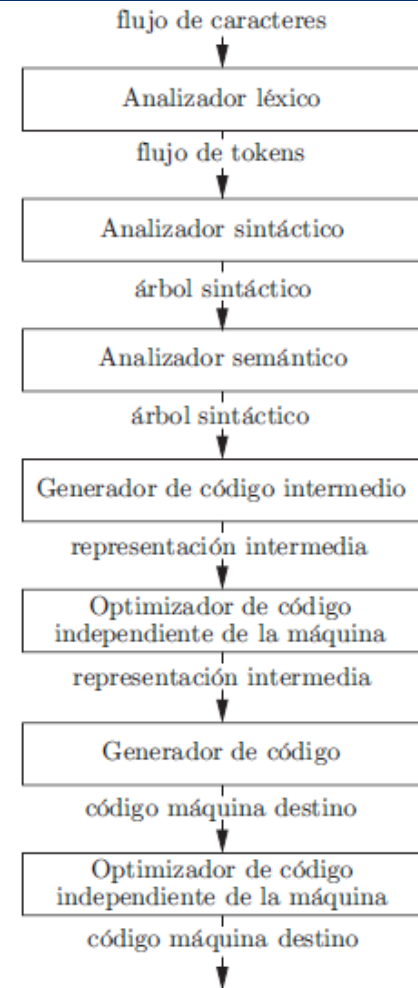 flujo de caracteres
Analizador léxico
flujo de tokens
Analizador sintáctico
árbol sintáctico
Analizador semántico
árbol sintáctico
Generador de código intermedio
representación intermedia
Optimizador de código
independiente de la máquina
representación intermedia
Generador de código
código máquina destino
Optimizador de código
independiente de la máquina
código máquina destino